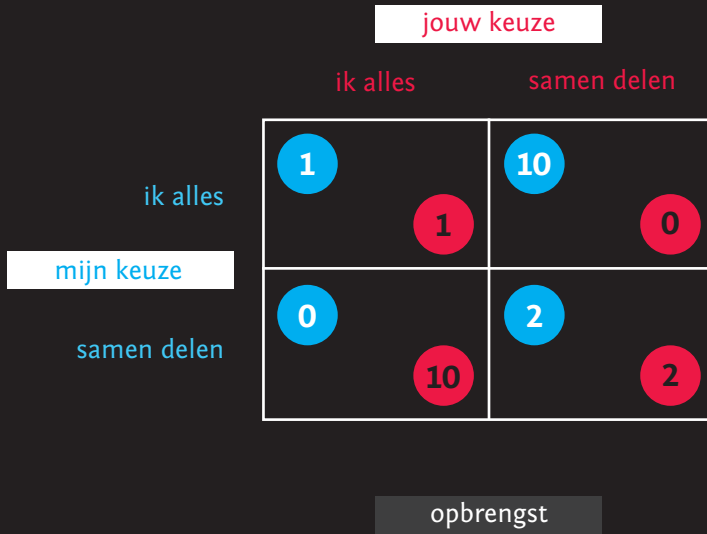 jouw keuze
ik alles samen delen
1 10
ik alles
1 0
mijn keuze
0 2
samen delen
10 2
opbrengst